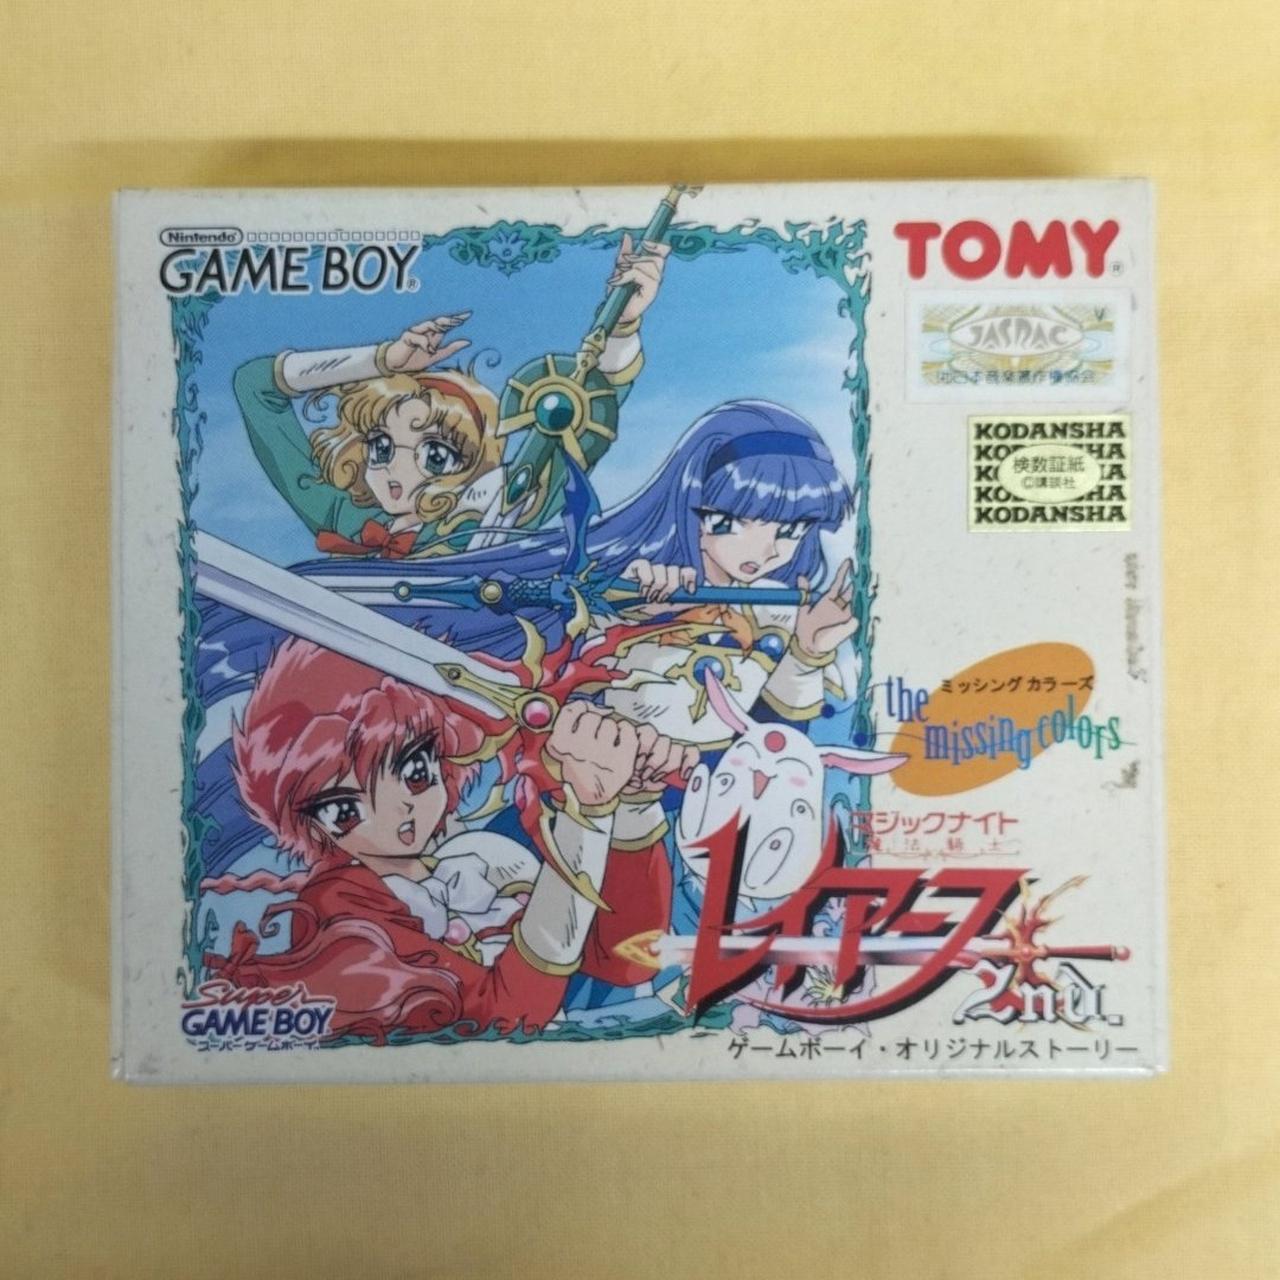 Nintendo
GAME BOY®
TOMY®
JASRAC
V
KODANSHA
KODANSHA
検数証紙
©講談社
KODANSHA
KODANSHA
KODANSHA
ミッシングカラーズ
the missing colors
マジックナイト
魔法騎士
レイアース
2nd.
ゲームボーイ・オリジナルストーリー
Super
GAME BOY
スーパーゲームボーイ